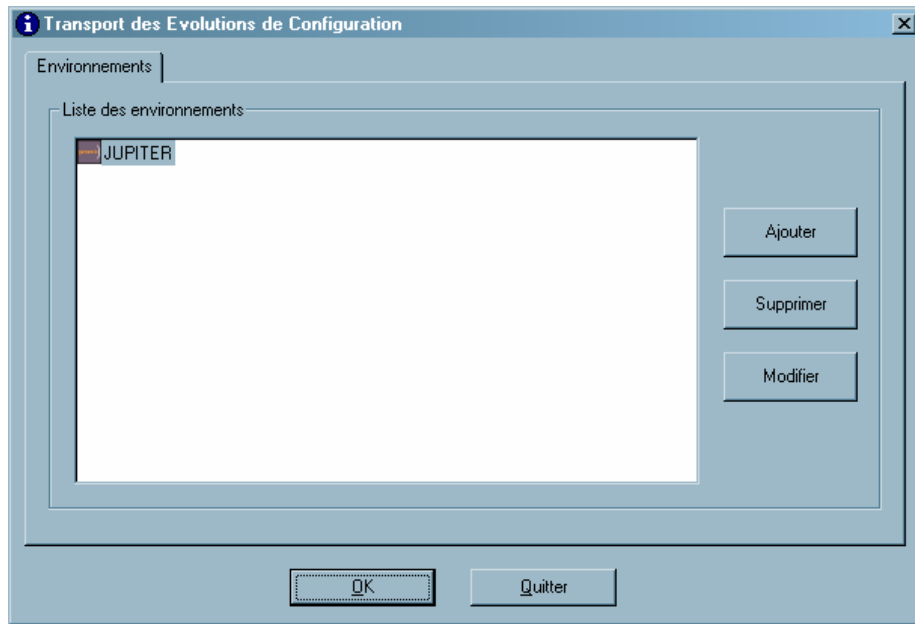 Transport des Evolutions de Configuration
Environnements
Liste des environnements
JUPITER
Ajouter
Supprimer
Modifier
OK
Quitter